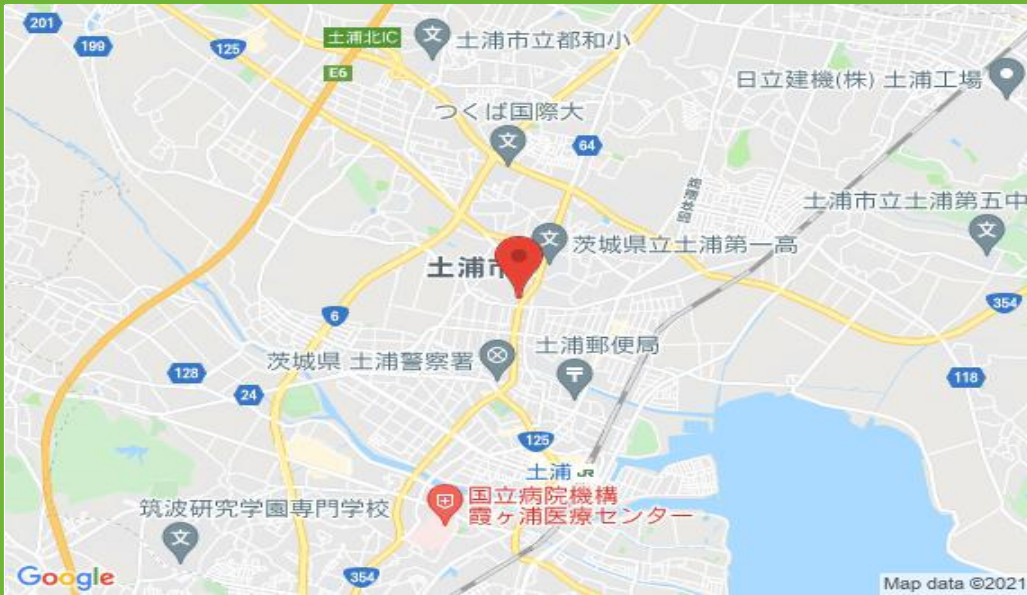 201
199
125
土浦北IC
E6
土浦市立都和小
日立建機(株) 土浦工場
つくば国際大
64
国体道路
土浦市立土浦第五中
茨城県立土浦第一高
土浦市
6
354
茨城県 土浦警察署
土浦郵便局
128
24
118
125
土浦 JR
国立病院機構
霞ヶ浦医療センター
筑波研究学園専門学校
354
Google
Map data ©2021